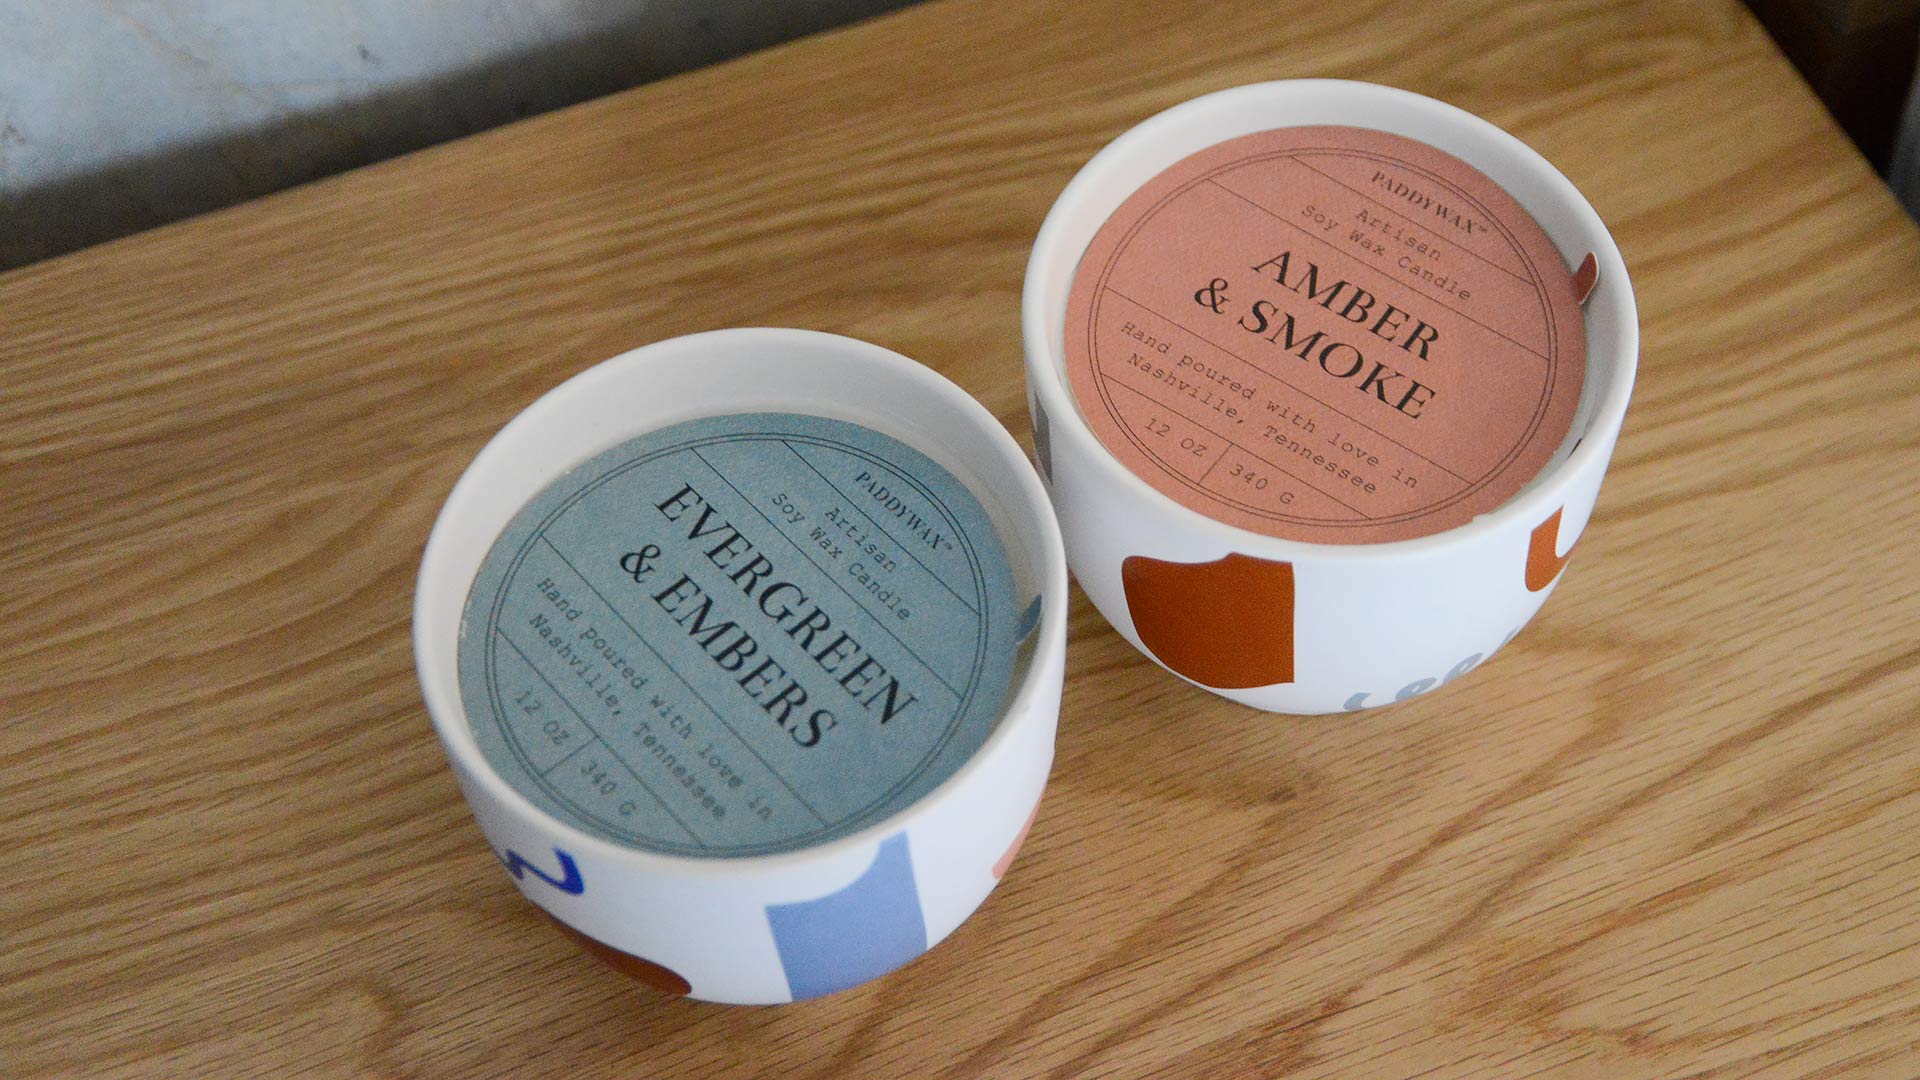 PADDYWAX™
Artisan
Soy Wax Candle
EVERGREEN
& EMBERS
Hand poured with love in
Nashville, Tennessee
12 OZ
340 G
PADDYWAX™
Artisan
Soy Wax Candle
AMBER
& SMOKE
Hand poured with love in
Nashville, Tennessee
12 OZ
340 G